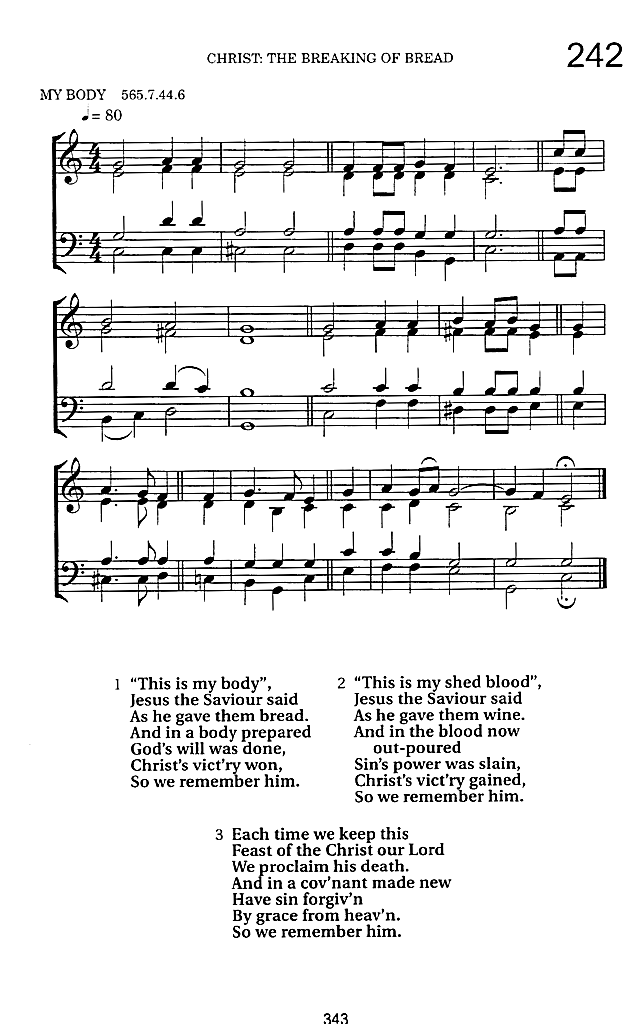 CHRIST: THE BREAKING OF BREAD
242
MY BODY 565.7.44.6
♩= 80
1 “This is my body”,
Jesus the Saviour said
As he gave them bread.
And in a body prepared
God's will was done,
Christ's vict'ry won,
So we remember him.
2 “This is my shed blood”,
Jesus the Saviour said
As he gave them wine.
And in the blood now
out-poured
Sin's power was slain,
Christ's vict'ry gained,
So we remember him.
3 Each time we keep this
Feast of the Christ our Lord
We proclaim his death.
And in a cov'nant made new
Have sin forgiv'n
By grace from heav'n.
So we remember him.
343